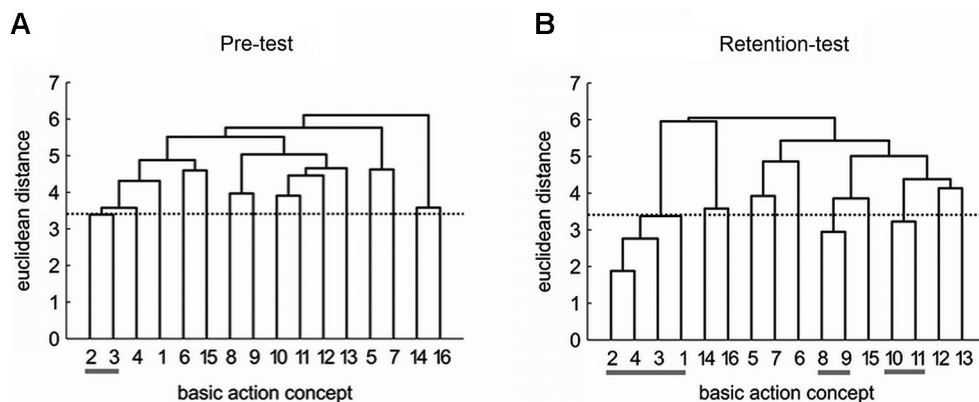 A
Pre-test
7
6
5
4
3
2
1
0
euclidean distance
2 3 4 1 6 15 8 9 10 11 12 13 5 7 14 16
basic action concept
B
Retention-test
7
6
5
4
3
2
1
0
euclidean distance
2 4 3 1 14 16 5 7 6 8 9 15 10 11 12 13
basic action concept